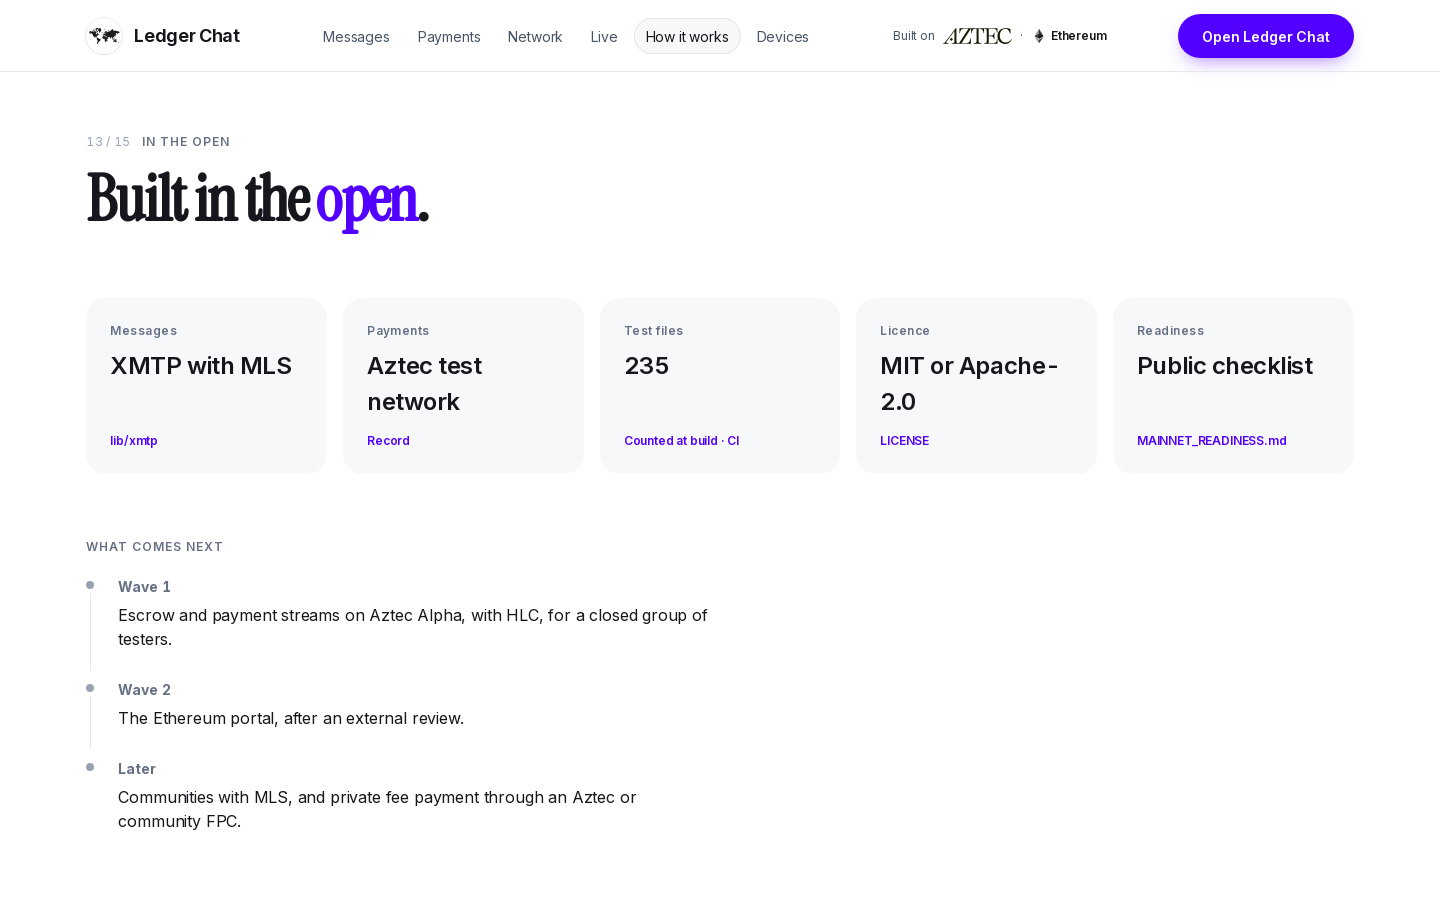 Ledger Chat
Messages
Payments
Network
Live
How it works
Devices
Built on AZTEC · Ethereum
Open Ledger Chat
13 / 15 IN THE OPEN
Built in the open.
Messages
XMTP with MLS
lib/xmtp
Payments
Aztec test
network
Record
Test files
235
Counted at build · CI
Licence
MIT or Apache-
2.0
LICENSE
Readiness
Public checklist
MAINNET_READINESS.md
WHAT COMES NEXT
Wave 1
Escrow and payment streams on Aztec Alpha, with HLC, for a closed group of
testers.
Wave 2
The Ethereum portal, after an external review.
Later
Communities with MLS, and private fee payment through an Aztec or
community FPC.